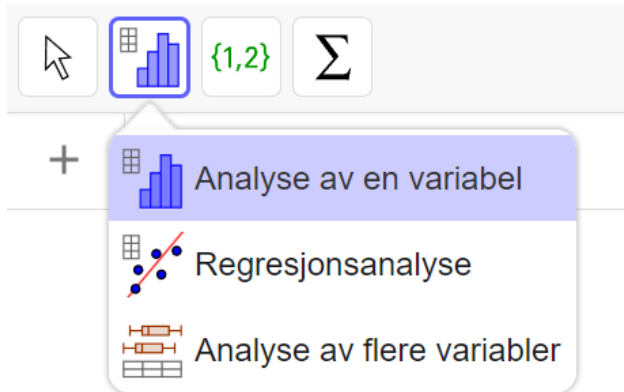 {1,2} Σ
+
Analyse av en variabel
Regresjonsanalyse
Analyse av flere variabler